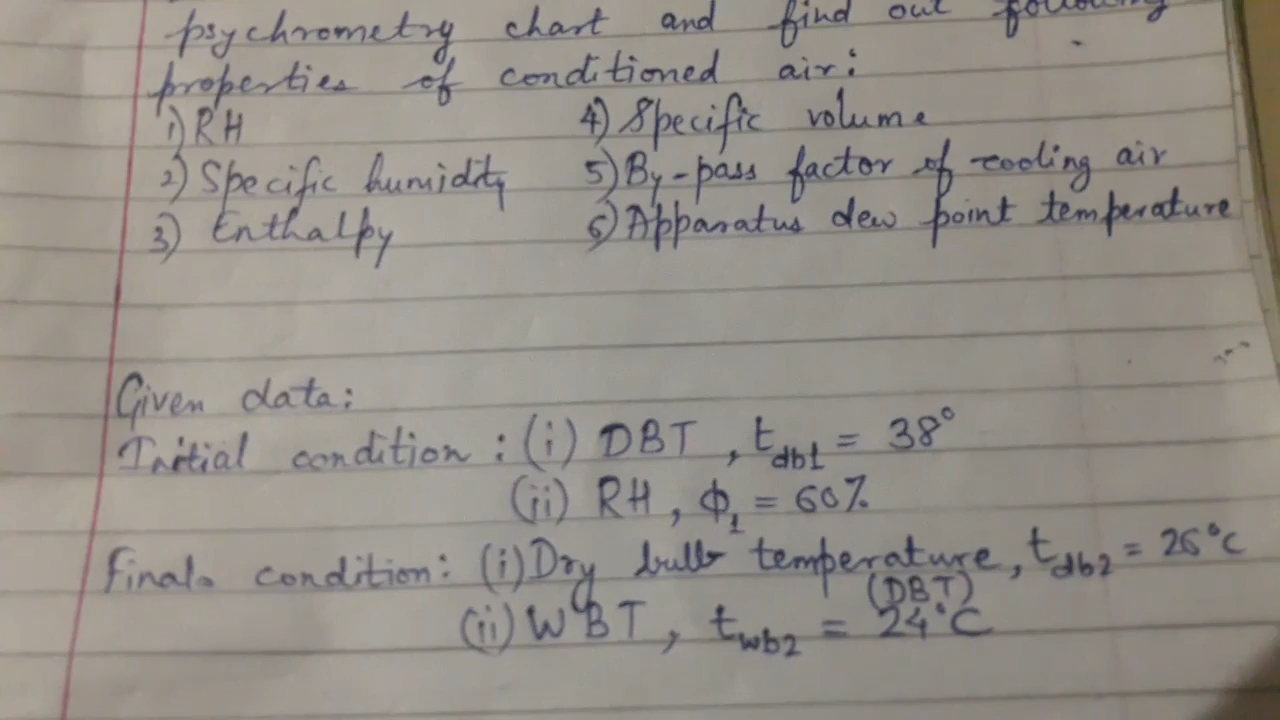 psychrometry chart and find out following
properties of conditioned air:
1) RH
2) Specific humidity
3) Enthalpy
4) Specific volume
5) By-pass factor of cooling air
6) Apparatus dew point temperature
Given data:
Initial condition : (i) DBT , tdb1 = 38°
(ii) RH , Φ1 = 60%
Final condition: (i) Dry bulb temperature, tdb2 = 26°C
(DBT)
(ii) WBT , twb2 = 24°C